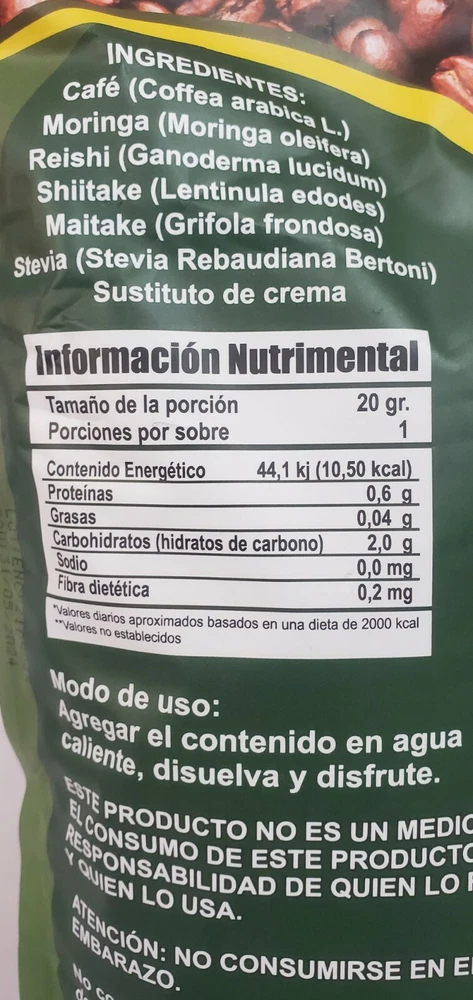 INGREDIENTES:
Café (Coffea arabica L.)
Moringa (Moringa oleifera)
Reishi (Ganoderma lucidum)
Shiitake (Lentinula edodes)
Maitake (Grifola frondosa)
Stevia (Stevia Rebaudiana Bertoni)
Sustituto de crema
Información Nutrimental
Tamaño de la porción 20 gr.
Porciones por sobre 1
Contenido Energético 44,1 kj (10,50 kcal)
Proteínas 0,6 g
Grasas 0,04 g
Carbohidratos (hidratos de carbono) 2,0 g
Sodio 0,0 mg
Fibra dietética 0,2 mg
*Valores diarios aproximados basados en una dieta de 2000 kcal
**Valores no establecidos
Modo de uso:
Agregar el contenido en agua
caliente, disuelva y disfrute.
ESTE PRODUCTO NO ES UN MEDIC
EL CONSUMO DE ESTE PRODUCTO
RESPONSABILIDAD DE QUIEN LO
Y QUIEN LO USA.
ATENCIÓN: NO CONSUMIRSE EN
EMBARAZO.
No